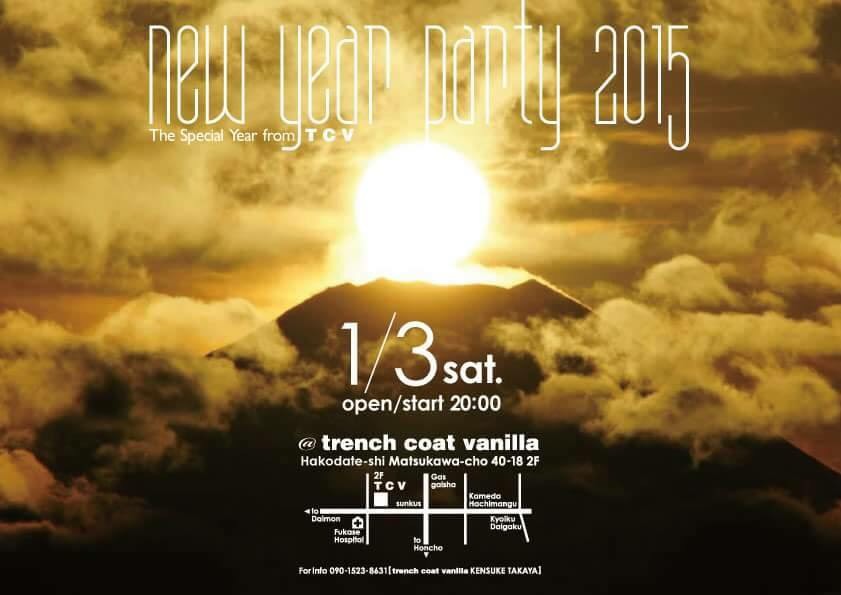 new year party 2015
The Special Year from TCV
1/3 sat.
open/start 20:00
@ trench coat vanilla
Hakodate-shi Matsukawa-cho 40-18 2F
2F
TCV
sunkus
Gas
gaisha
Kameda
Hachimangu
◀to
Daimon
Fukase
Hospital
to
Honcho
▼
Kyoiku
Daigaku
For info 090-1523-8631[trench coat vanilla KENSUKE TAKAYA]